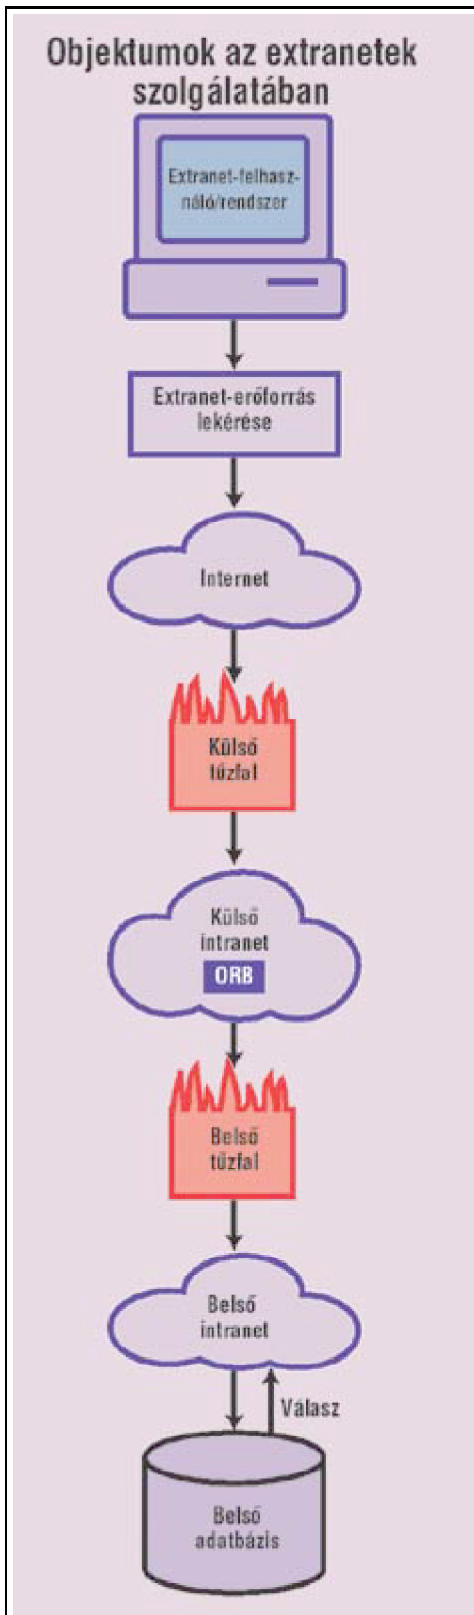 Objektumok az extranetek
szolgálatában
Extranet-felhasz-
náló/rendszer
Extranet-erőforrás
lekérése
Internet
Külső
tűzfal
Külső
intranet
ORB
Belső
tűzfal
Belső
intranet
Válasz
Belső
adatbázis